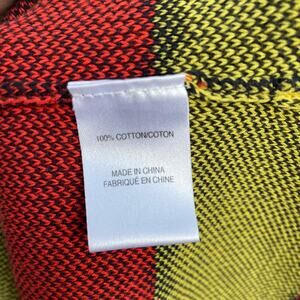 100% COTTON/COTON
MADE IN CHINA
FABRIQUÉ EN CHINE